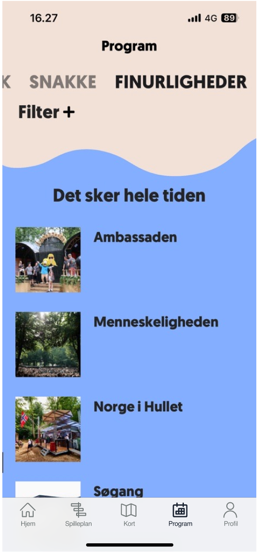 16.27
4G 89
Program
K SNAKKE FINURLIGHEDER
Filter +
Det sker hele tiden
Ambassaden
Menneskeligheden
Norge i Hullet
Søgang
Hjem Spilleplan Kort Program Profil